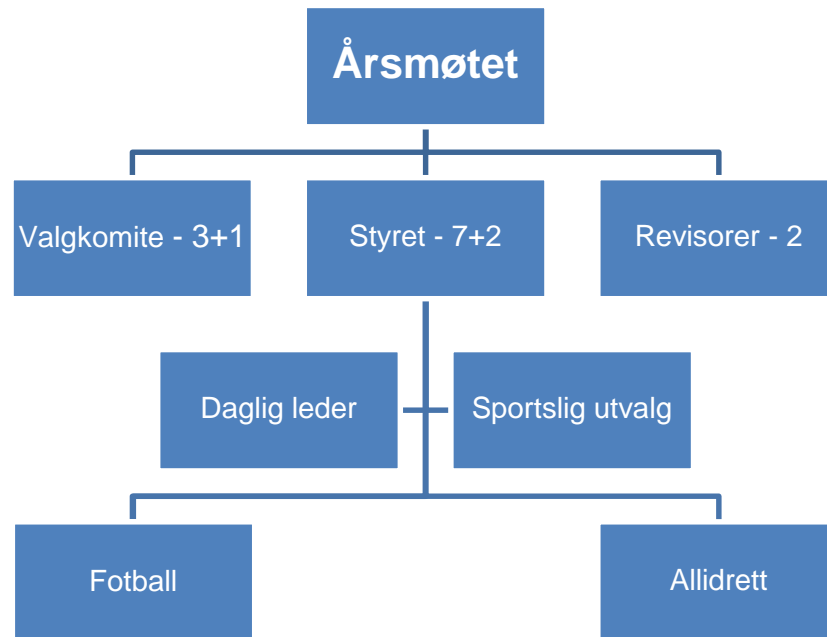 Årsmøtet
Valgkomite - 3+1
Styret - 7+2
Revisorer - 2
Daglig leder
Sportslig utvalg
Fotball
Allidrett